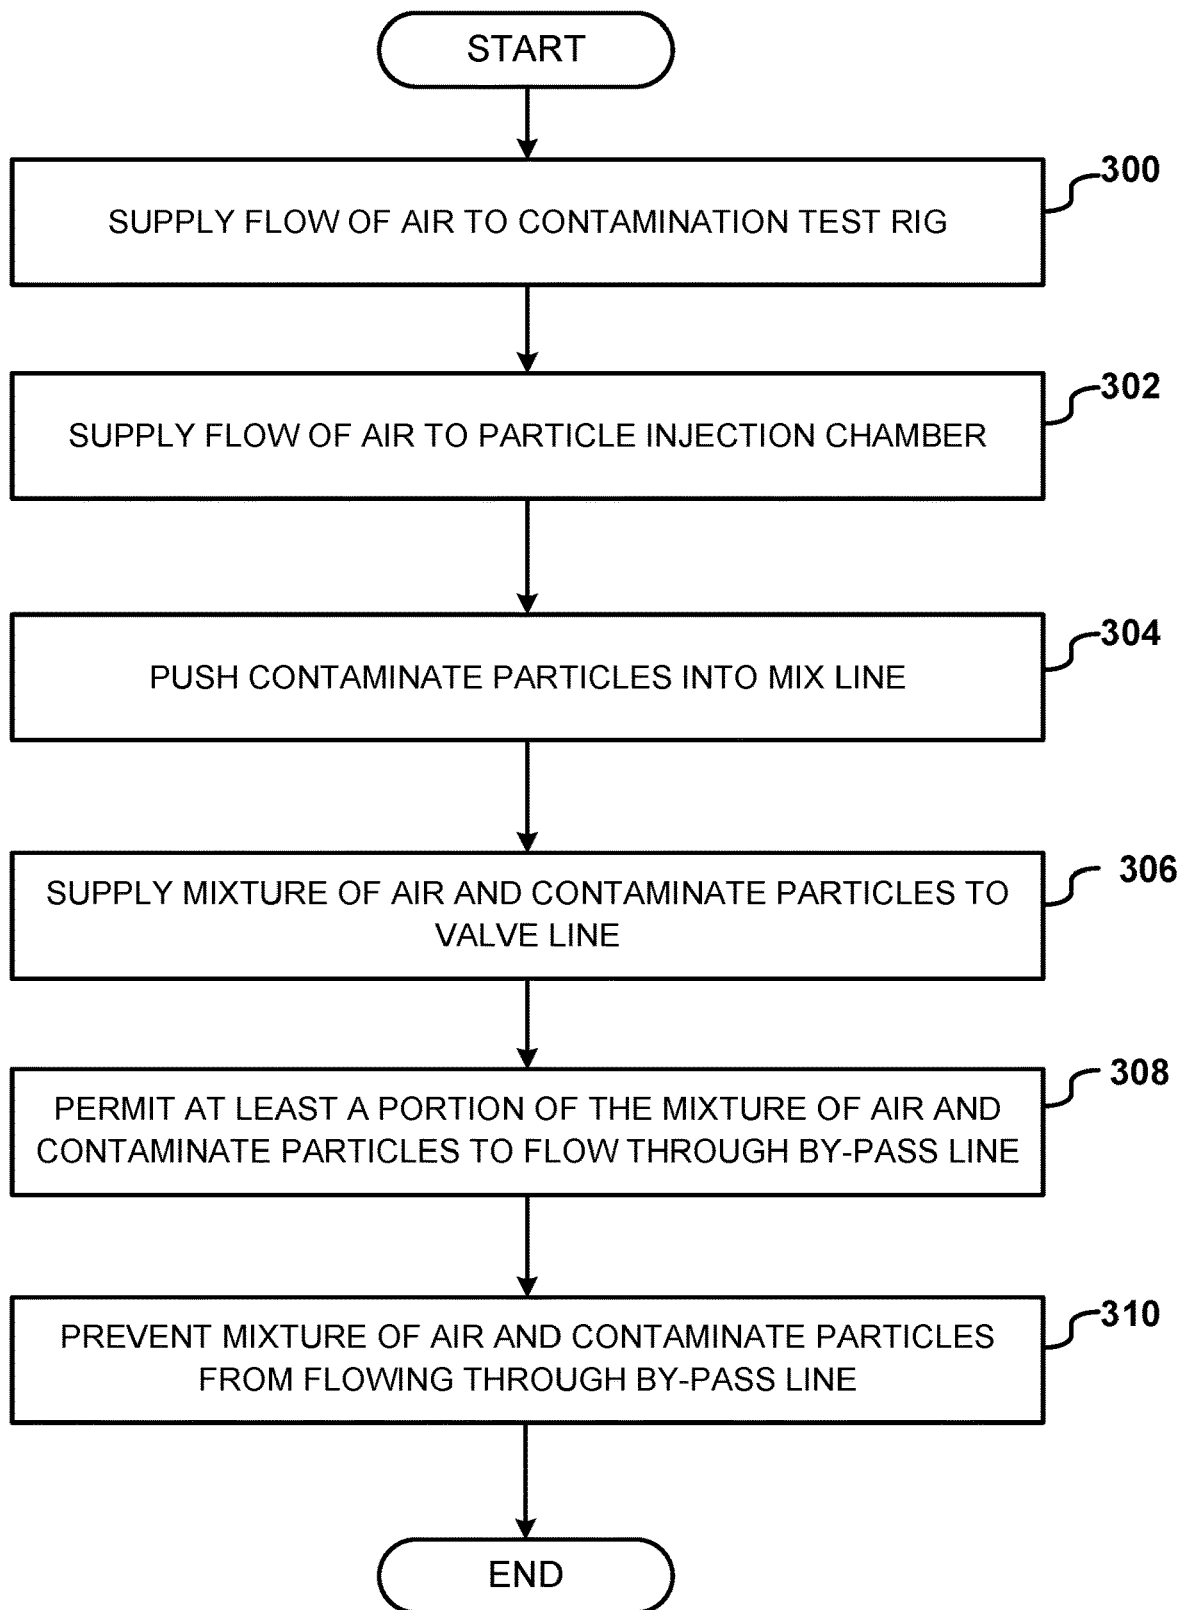 START
300
SUPPLY FLOW OF AIR TO CONTAMINATION TEST RIG
302
SUPPLY FLOW OF AIR TO PARTICLE INJECTION CHAMBER
304
PUSH CONTAMINATE PARTICLES INTO MIX LINE
306
SUPPLY MIXTURE OF AIR AND CONTAMINATE PARTICLES TO
VALVE LINE
308
PERMIT AT LEAST A PORTION OF THE MIXTURE OF AIR AND
CONTAMINATE PARTICLES TO FLOW THROUGH BY-PASS LINE
310
PREVENT MIXTURE OF AIR AND CONTAMINATE PARTICLES
FROM FLOWING THROUGH BY-PASS LINE
END